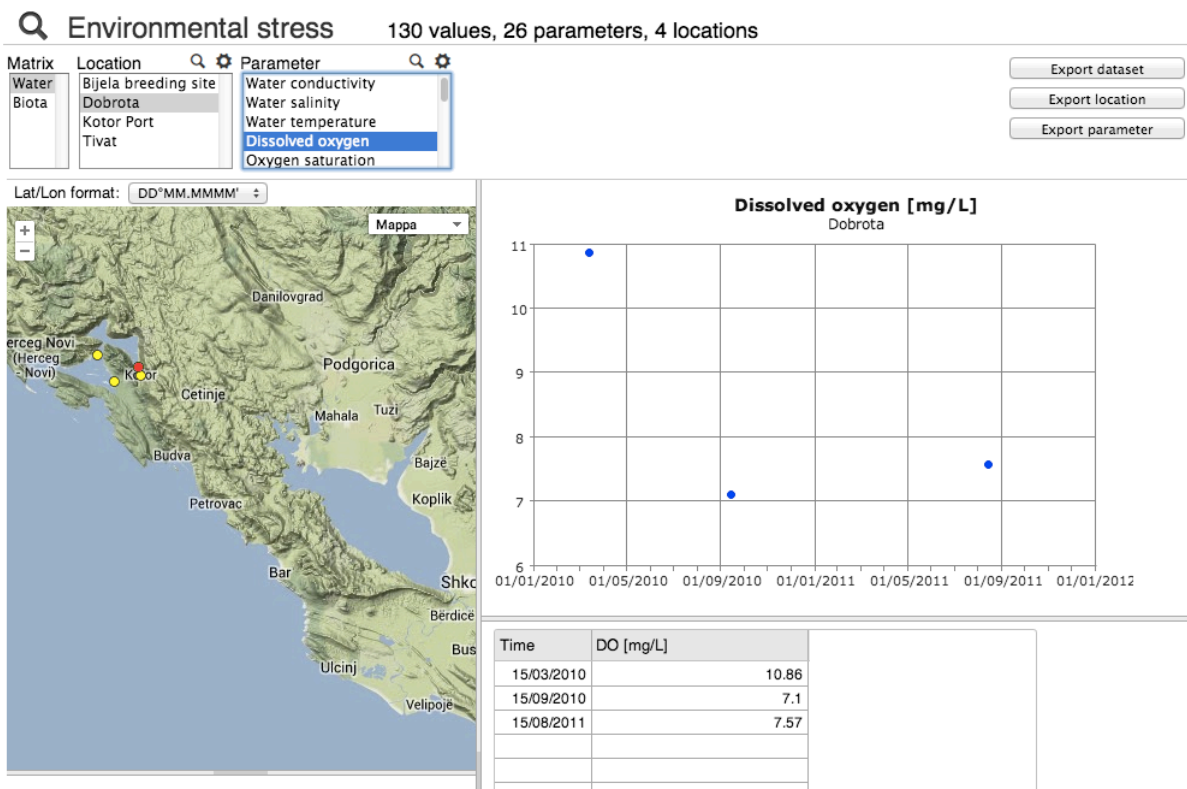 Environmental stress 130 values, 26 parameters, 4 locations
Matrix Location Parameter
Water
Biota
Bijela breeding site
Dobrota
Kotor Port
Tivat
Water conductivity
Water salinity
Water temperature
Dissolved oxygen
Oxygen saturation
Export dataset
Export location
Export parameter
Lat/Lon format: DD°MM.MMMM'
+
−
Mappa
Danilovgrad
erceg Novi
(Herceg
- Novi)
Podgorica
Cetinje
Mahala
Tuzi
Budva
Bajzë
Koplik
Petrovac
Bar
Shko
Bërdicë
Bus
Ulcinj
Velipojë
Dissolved oxygen [mg/L]
Dobrota
11
10
9
8
7
6
01/01/2010 01/05/2010 01/09/2010 01/01/2011 01/05/2011 01/09/2011 01/01/2012
Time DO [mg/L]
15/03/2010 10.86
15/09/2010 7.1
15/08/2011 7.57